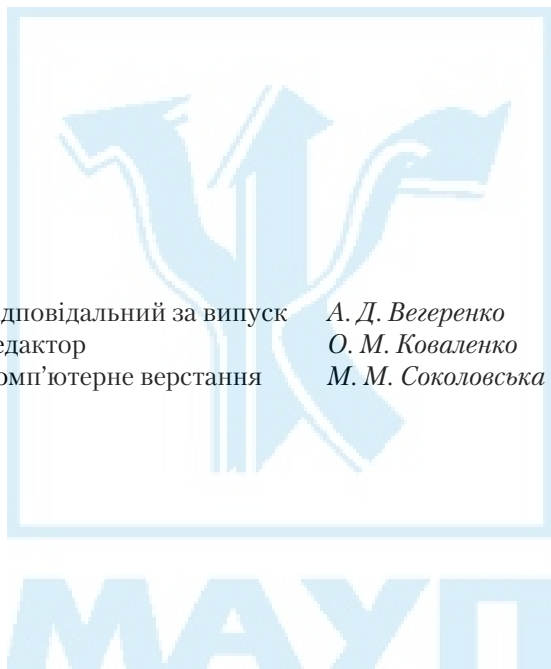 дповідальний за випуск А. Д. Вегеренко
едактор О. М. Коваленко
омп’ютерне верстання М. М. Соколовська
МАУП